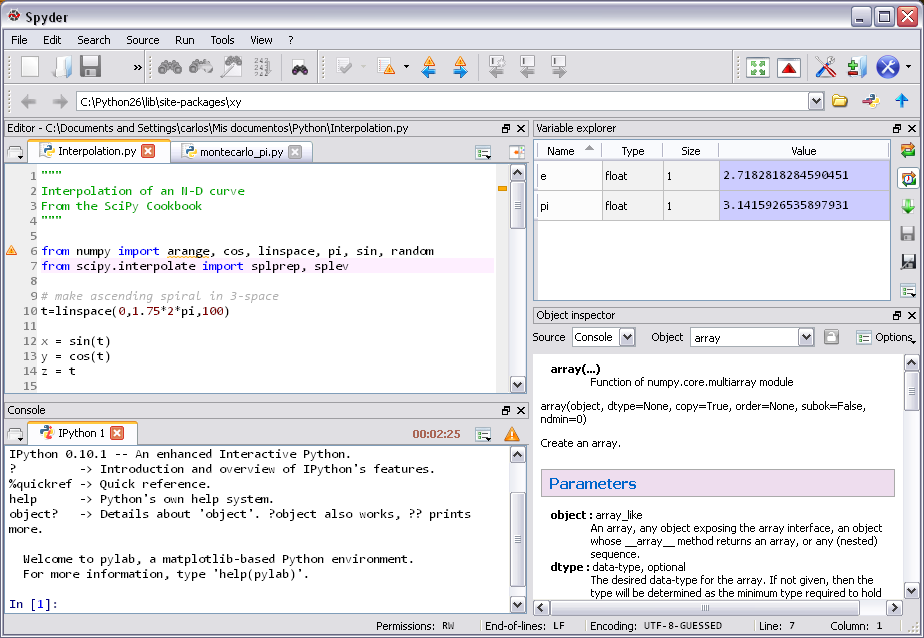 Spyder
File Edit Search Source Run Tools View ?
C:\Python26\lib\site-packages\xy
Editor - C:\Documents and Settings\carlos\Mis documentos\Python\Interpolation.py
Interpolation.py montecarlo_pi.py
1 """
2 Interpolation of an N-D curve
3 From the SciPy Cookbook
4 """
5
6 from numpy import arange, cos, linspace, pi, sin, random
7 from scipy.interpolate import splprep, splev
8
9 # make ascending spiral in 3-space
10 t=linspace(0,1.75*2*pi,100)
11
12 x = sin(t)
13 y = cos(t)
14 z = t
15
Console
IPython 1 00:02:25
IPython 0.10.1 -- An enhanced Interactive Python.
? -> Introduction and overview of IPython's features.
%quickref -> Quick reference.
help -> Python's own help system.
object? -> Details about 'object'. ?object also works, ?? prints
more.
Welcome to pylab, a matplotlib-based Python environment.
For more information, type 'help(pylab)'.
In [1]:
Variable explorer
Name Type Size Value
e float 1 2.7182818284590451
pi float 1 3.1415926535897931
Object inspector
Source Console Object array Options
array(...)
Function of numpy.core.multiarray module
array(object, dtype=None, copy=True, order=None, subok=False,
ndmin=0)
Create an array.
Parameters
object : array_like
An array, any object exposing the array interface, an object
whose __array__ method returns an array, or any (nested)
sequence.
dtype : data-type, optional
The desired data-type for the array. If not given, then the
type will be determined as the minimum type required to hold
Permissions: RW End-of-lines: LF Encoding: UTF-8-GUESSED Line: 7 Column: 1